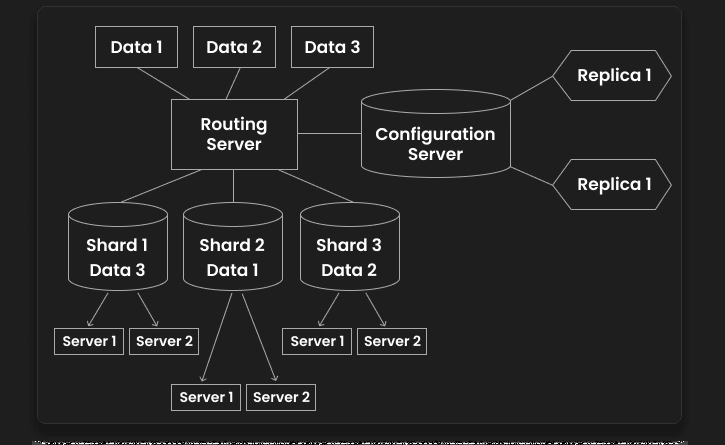 Data 1
Data 2
Data 3
Replica 1
Routing
Server
Configuration
Server
Replica 1
Shard 1
Data 3
Shard 2
Data 1
Shard 3
Data 2
Server 1
Server 2
Server 1
Server 2
Server 1
Server 2